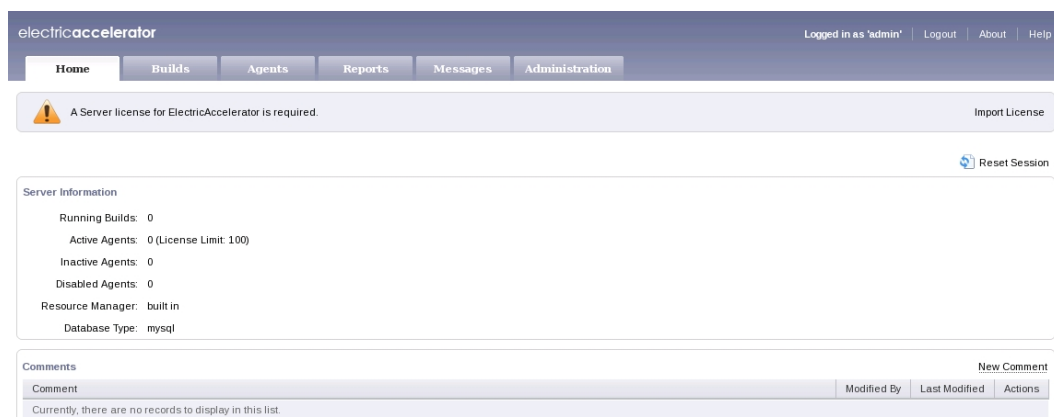 electricaccelerator
Logged in as 'admin' Logout About Help
Home Builds Agents Reports Messages Administration
A Server license for ElectricAccelerator is required. Import License
Reset Session
Server Information
Running Builds: 0
Active Agents: 0 (License Limit: 100)
Inactive Agents: 0
Disabled Agents: 0
Resource Manager: built in
Database Type: mysql
Comments New Comment
Comment Modified By Last Modified Actions
Currently, there are no records to display in this list.